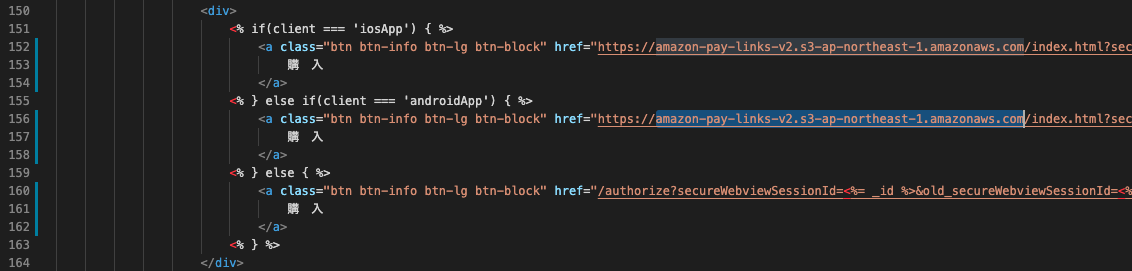 150 <div>
151 <% if(client === 'iosApp') { %>
152 <a class="btn btn-info btn-lg btn-block" href="https://amazon-pay-links-v2.s3-ap-northeast-1.amazonaws.com/index.html?sec
153 購 入
154 </a>
155 <% } else if(client === 'androidApp') { %>
156 <a class="btn btn-info btn-lg btn-block" href="https://amazon-pay-links-v2.s3-ap-northeast-1.amazonaws.com/index.html?sec
157 購 入
158 </a>
159 <% } else { %>
160 <a class="btn btn-info btn-lg btn-block" href="/authorize?secureWebviewSessionId=<%= _id %>&old_secureWebviewSessionId=<%
161 購 入
162 </a>
163 <% } %>
164 </div>